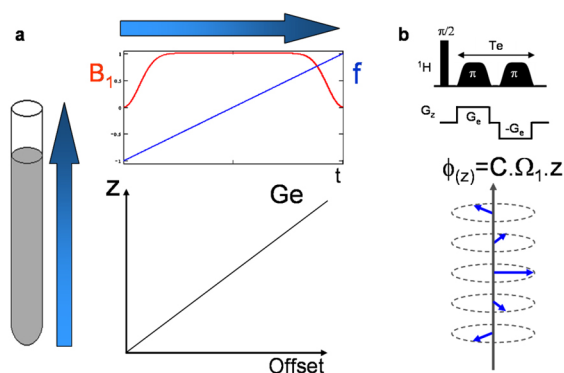 a
B1
f
1
0.5
0
-0.5
-1
t
z
Ge
Offset
b
π/2
Te
1H
π
π
Gz
Ge
-Ge
ϕ(z)=C.Ω1.z